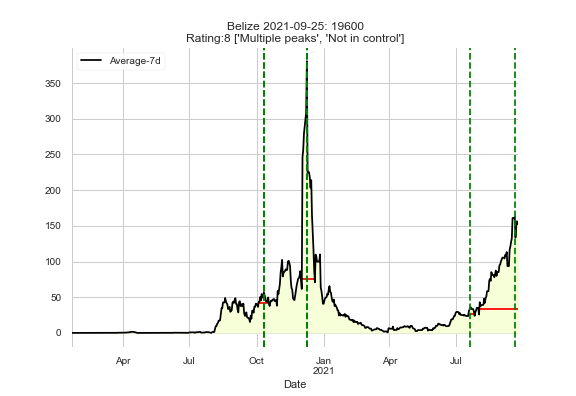 Belize 2021-09-25: 19600
Rating:8 ['Multiple peaks', 'Not in control']
Average-7d
350
300
250
200
150
100
50
0
Apr Jul Oct Jan Apr Jul
2021
Date